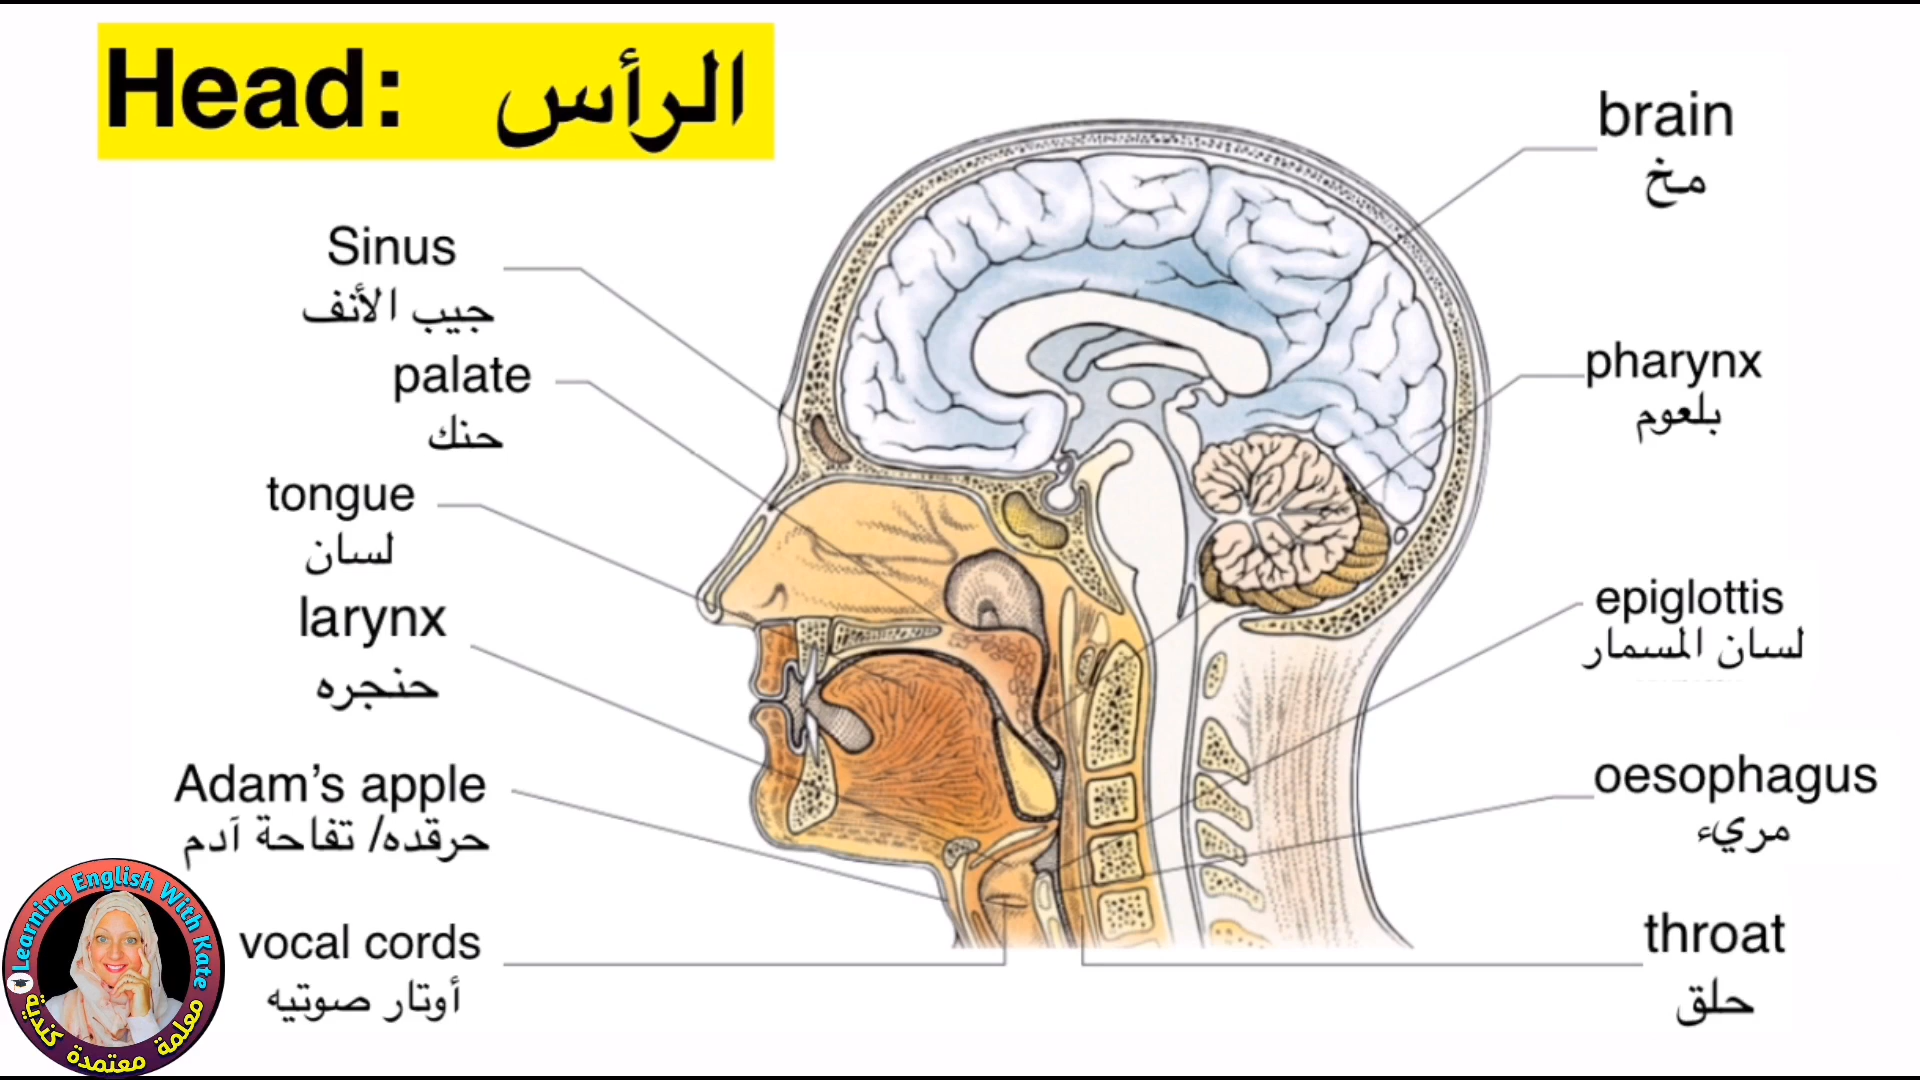 Head: الرأس
Sinus
جيب الأنف
palate
حنك
tongue
لسان
larynx
حنجره
Adam’s apple
حرقده/ تفاحة آدم
vocal cords
أوتار صوتيه
brain
مخ
pharynx
بلعوم
epiglottis
لسان المسمار
oesophagus
مريء
throat
حلق
Learning English With Kate
معلمة معتمدة كندية